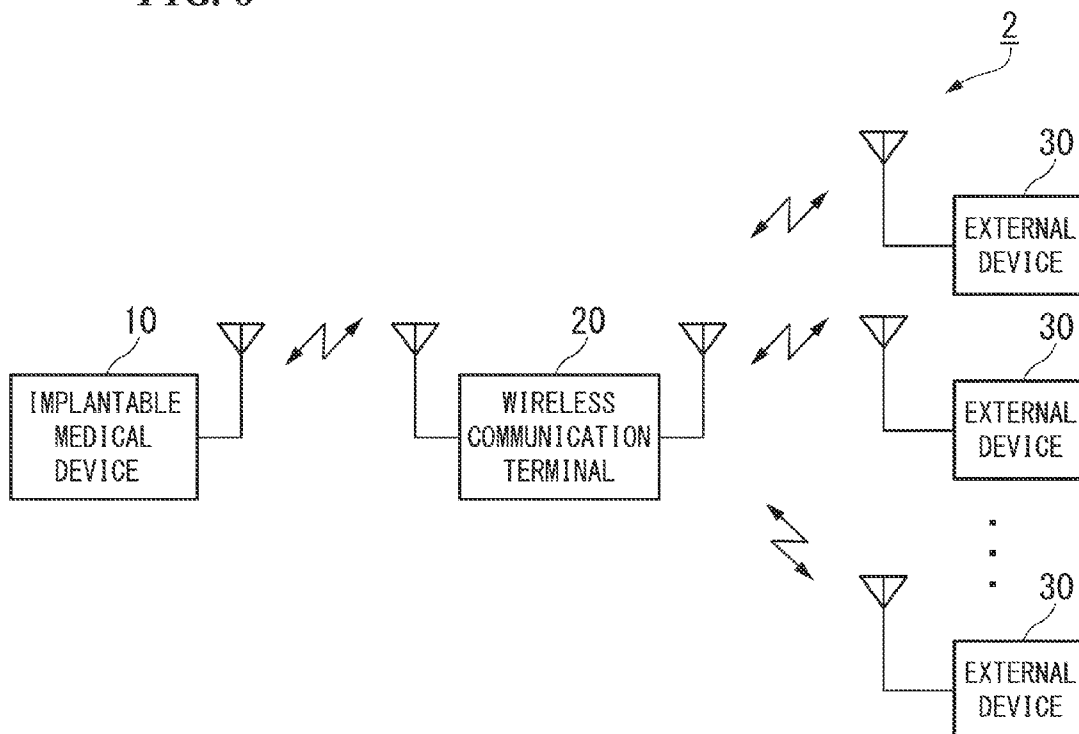 2
30
EXTERNAL
DEVICE
10
20
30
IMPLANTABLE
MEDICAL
DEVICE
WIRELESS
COMMUNICATION
TERMINAL
EXTERNAL
DEVICE
30
EXTERNAL
DEVICE